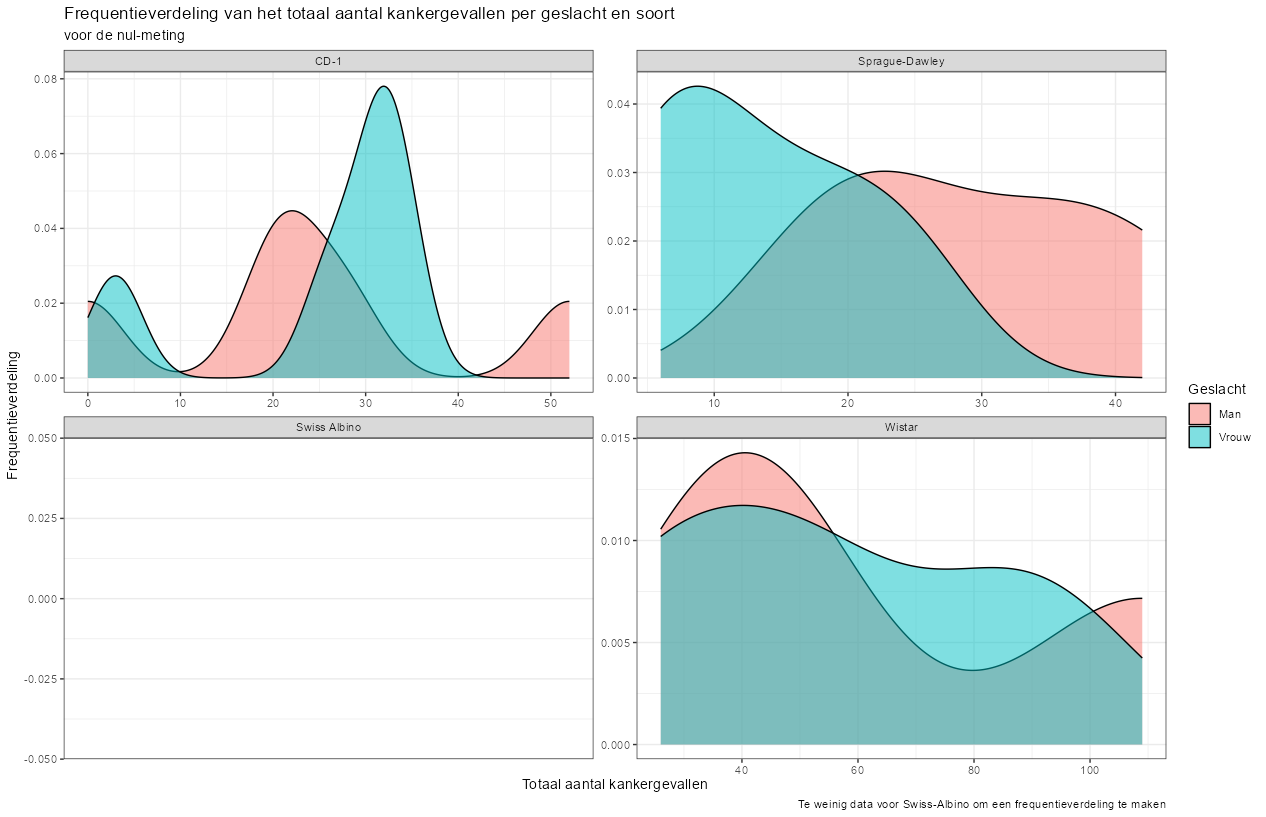 Frequentieverdeling van het totaal aantal kankergevallen per geslacht en soort
voor de nul-meting
CD-1
Sprague-Dawley
0.08
0.06
0.04
0.02
0.00
0 10 20 30 40 50
0.04
0.03
0.02
0.01
0.00
10 20 30 40
Swiss Albino
Wistar
0.050
0.025
0.000
-0.025
-0.050
0.015
0.010
0.005
0.000
40 60 80 100
Frequentieverdeling
Totaal aantal kankergevallen
Geslacht
Man
Vrouw
Te weinig data voor Swiss-Albino om een frequentieverdeling te maken